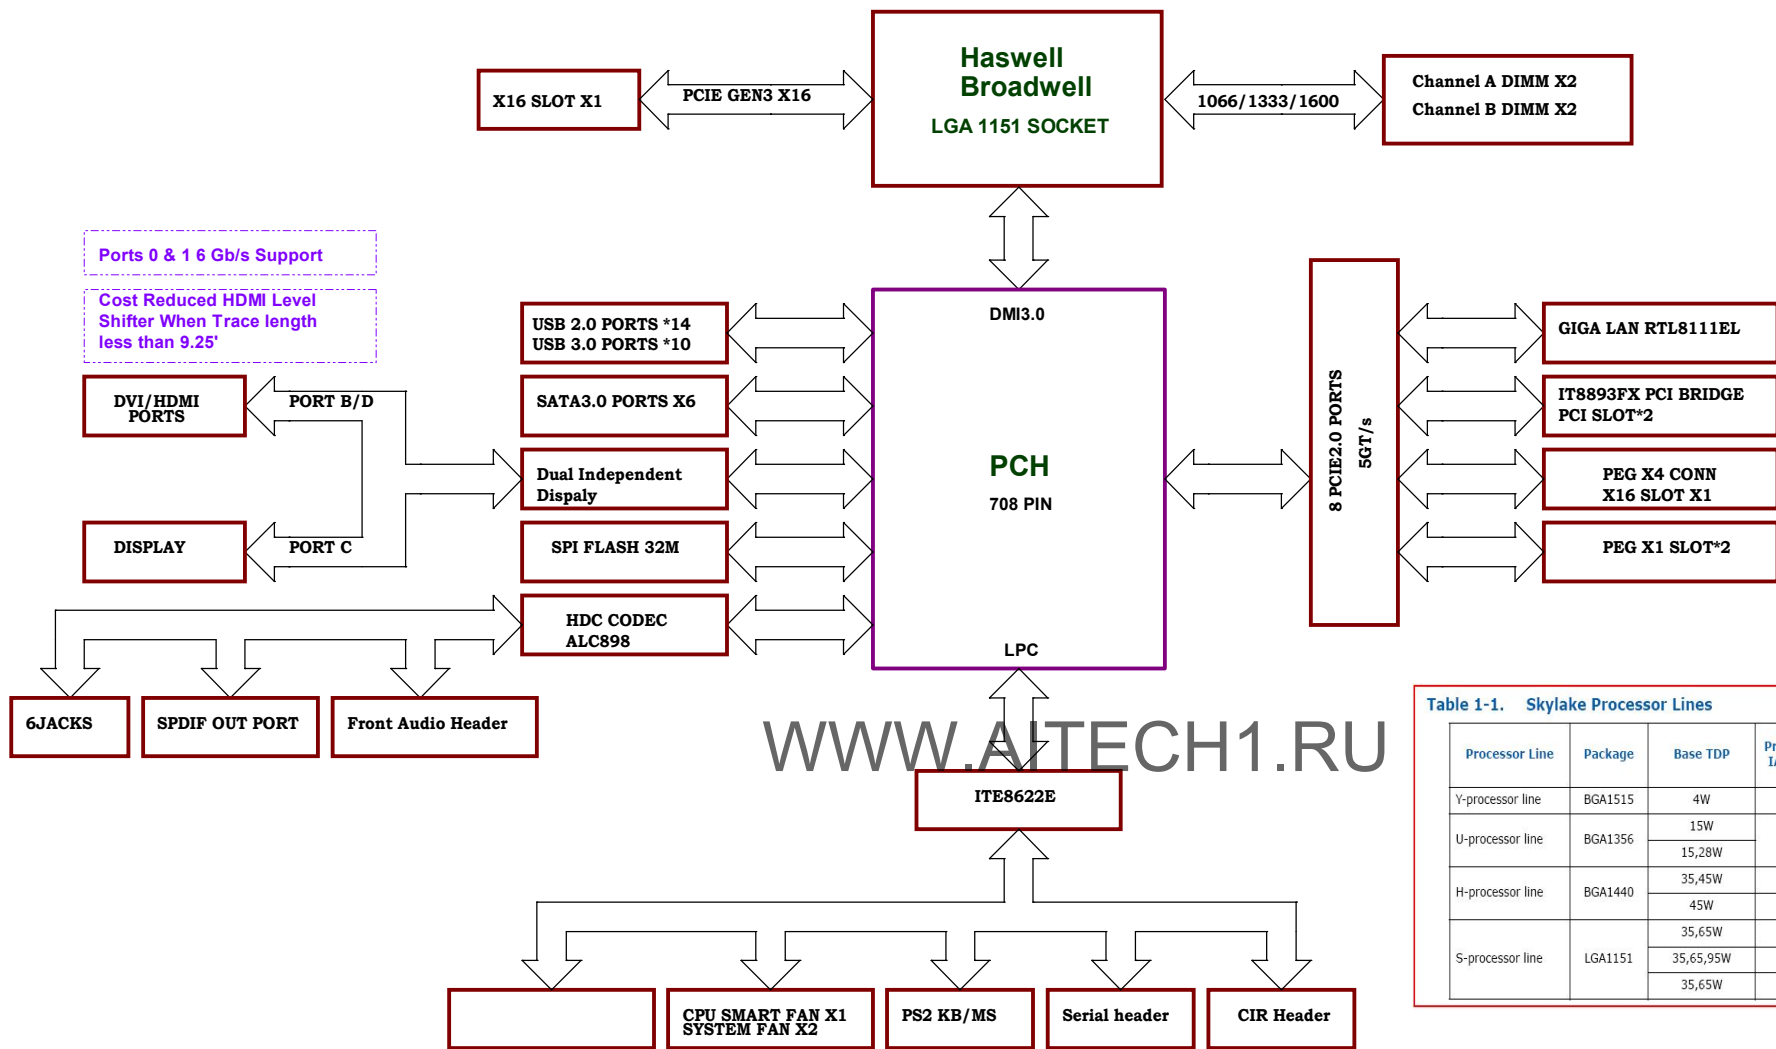 Haswell
Broadwell
LGA 1151 SOCKET
X16 SLOT X1
PCIE GEN3 X16
1066/1333/1600
Channel A DIMM X2
Channel B DIMM X2
Ports 0 & 1 6 Gb/s Support
Cost Reduced HDMI Level
Shifter When Trace length
less than 9.25'
DMI3.0
USB 2.0 PORTS *14
USB 3.0 PORTS *10
GIGA LAN RTL8111EL
DVI/HDMI
PORTS
PORT B/D
SATA3.0 PORTS X6
8 PCIE2.0 PORTS
5GT/s
IT8893FX PCI BRIDGE
PCI SLOT*2
Dual Independent
Dispaly
PCH
708 PIN
PEG X4 CONN
X16 SLOT X1
DISPLAY
PORT C
SPI FLASH 32M
PEG X1 SLOT*2
HDC CODEC
ALC898
LPC
6JACKS
SPDIF OUT PORT
Front Audio Header
WWW.AITECH1.RU
ITE8622E
CPU SMART FAN X1
SYSTEM FAN X2
PS2 KB/MS
Serial header
CIR Header
Table 1-1. Skylake Processor Lines
Processor Line Package Base TDP
Y-processor line BGA1515 4W
U-processor line BGA1356 15W
15,28W
H-processor line BGA1440 35,45W
45W
S-processor line LGA1151 35,65W
35,65,95W
35,65W